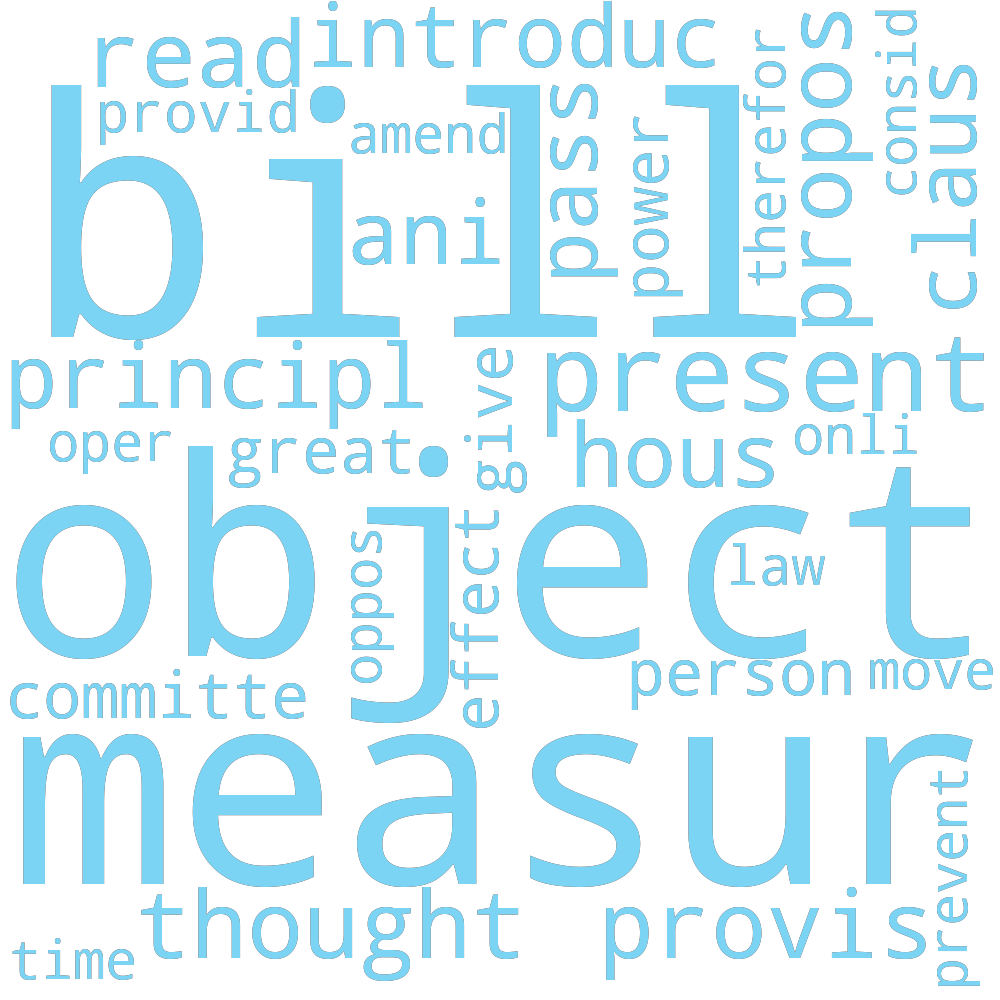 read
introduc
provid
amend
bill
ani
pass
power
therefor
propos
consid
claus
principl
give
present
oper
great
hous
onli
object
oppos
effect
law
committe
person
move
measur
prevent
thought
provis
time